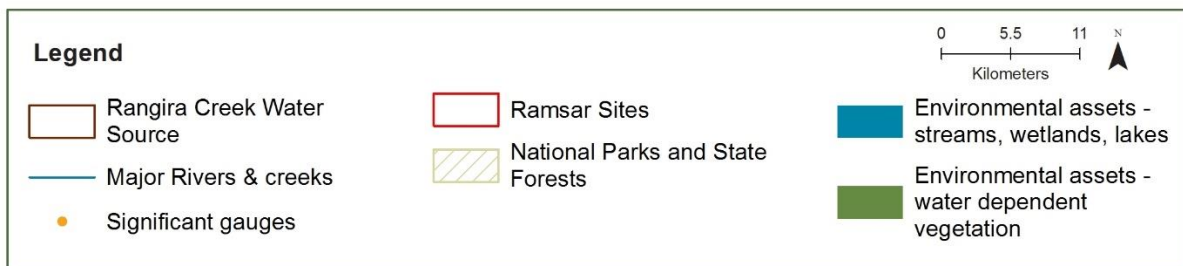 Legend
0 5.5 11
N
Kilometers
Rangira Creek Water
Source
Major Rivers & creeks
Significant gauges
Ramsar Sites
National Parks and State
Forests
Environmental assets -
streams, wetlands, lakes
Environmental assets -
water dependent
vegetation